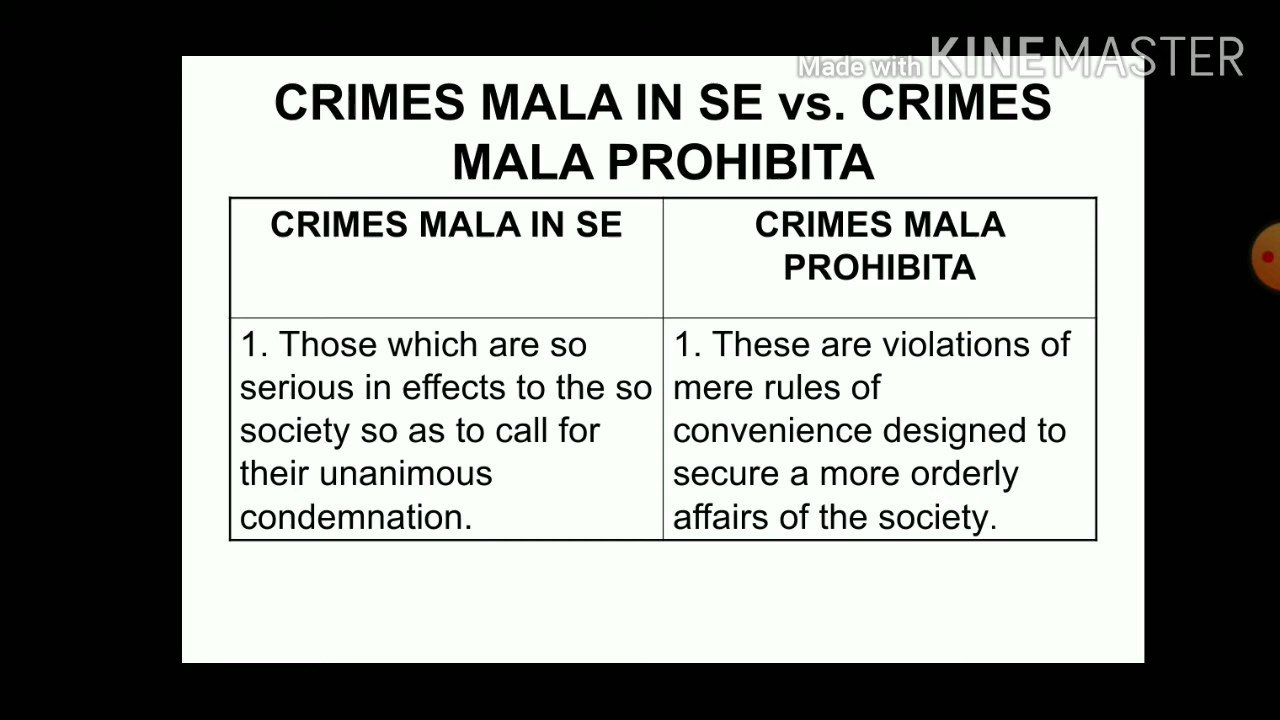 Made with KINEMASTER
CRIMES MALA IN SE vs. CRIMES
MALA PROHIBITA
CRIMES MALA IN SE
CRIMES MALA
PROHIBITA
1. Those which are so
serious in effects to the so
society so as to call for
their unanimous
condemnation.
1. These are violations of
mere rules of
convenience designed to
secure a more orderly
affairs of the society.